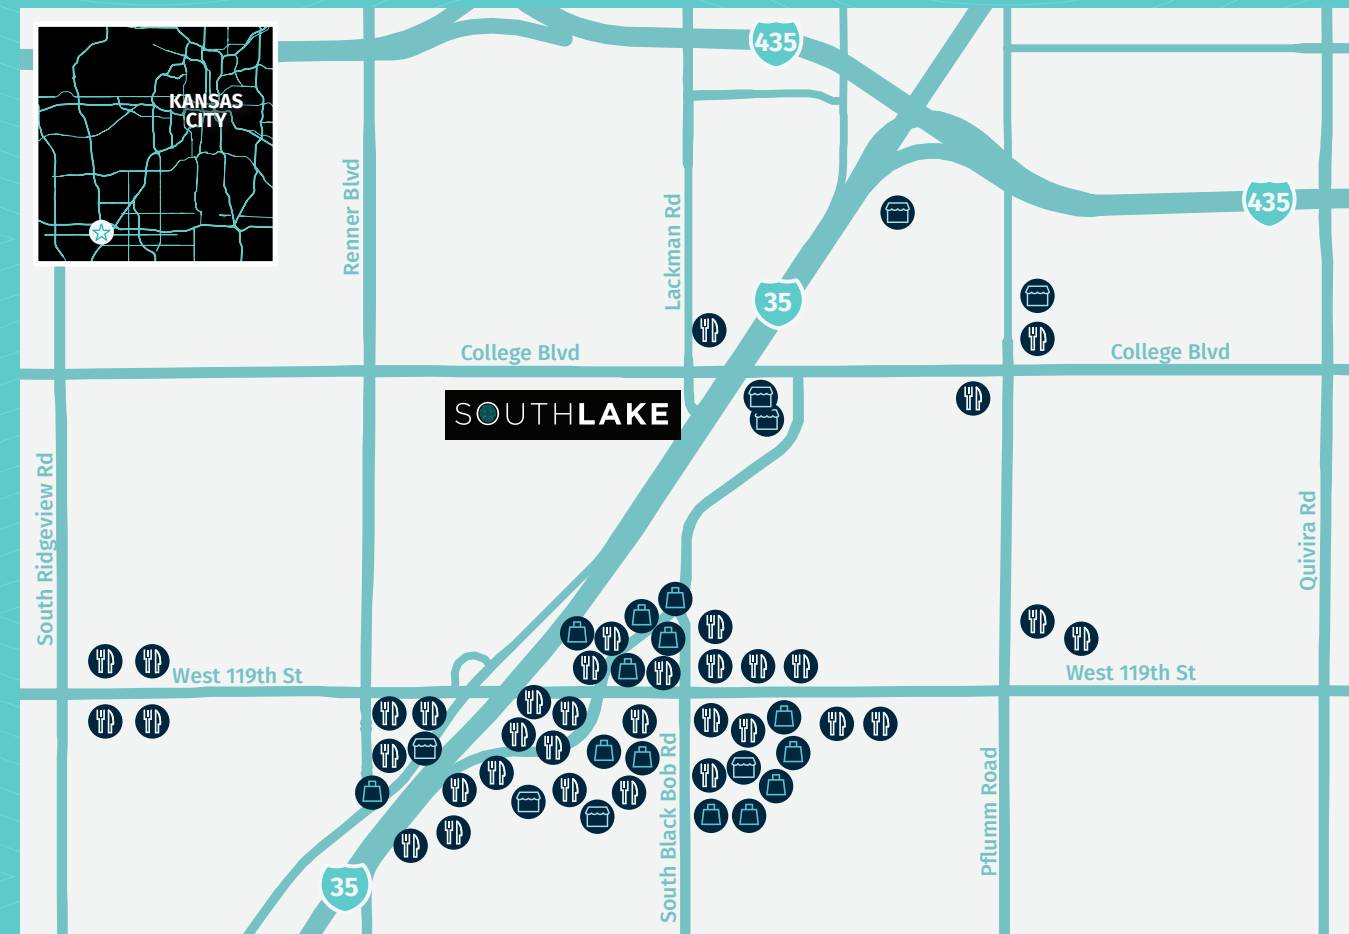 435
KANSAS
CITY
Renner Blvd
Lackman Rd
435
35
College Blvd
College Blvd
SOUTHLAKE
South Ridgeview Rd
Quivira Rd
West 119th St
West 119th St
South Black Bob Rd
Pflumm Road
35